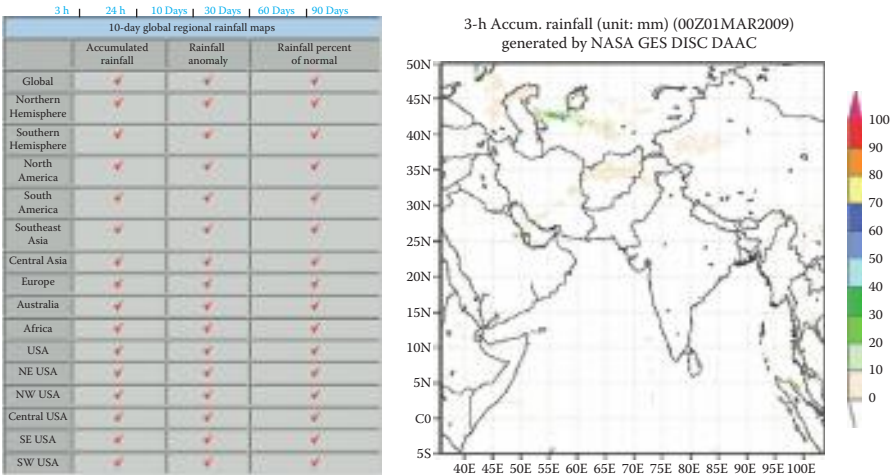 3 h 24 h 10 Days 30 Days 60 Days 90 Days
10-day global regional rainfall maps
Accumulated rainfall Rainfall anomaly Rainfall percent of normal
Global
Northern
Hemisphere
Southern
Hemisphere
North
America
South
America
Southeast
Asia
Central Asia
Europe
Australia
Africa
USA
NE USA
NW USA
Central USA
SE USA
SW USA
3-h Accum. rainfall (unit: mm) (00Z01MAR2009)
generated by NASA GES DISC DAAC
50N
45N
40N
35N
30N
25N
20N
15N
10N
5N
C0
5S
40E 45E 50E 55E 60E 65E 70E 75E 80E 85E 90E 95E 100E
100
90
80
70
60
50
40
30
20
10
0